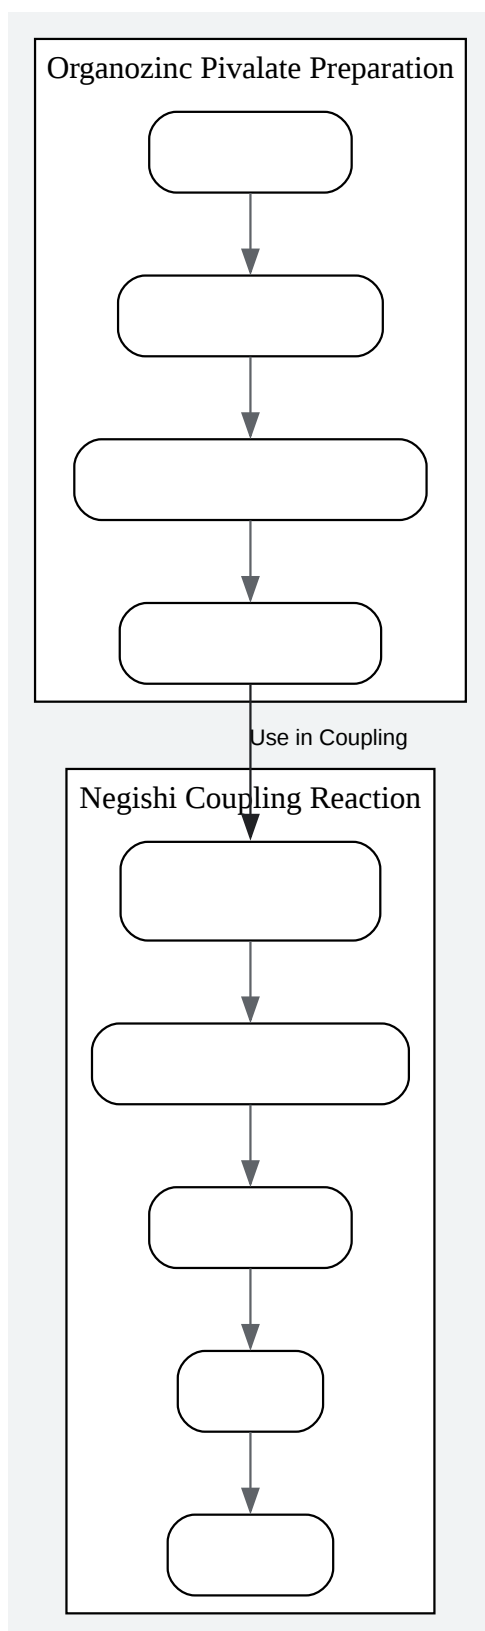 Organozinc Pivalate Preparation
Use in Coupling
Negishi Coupling Reaction